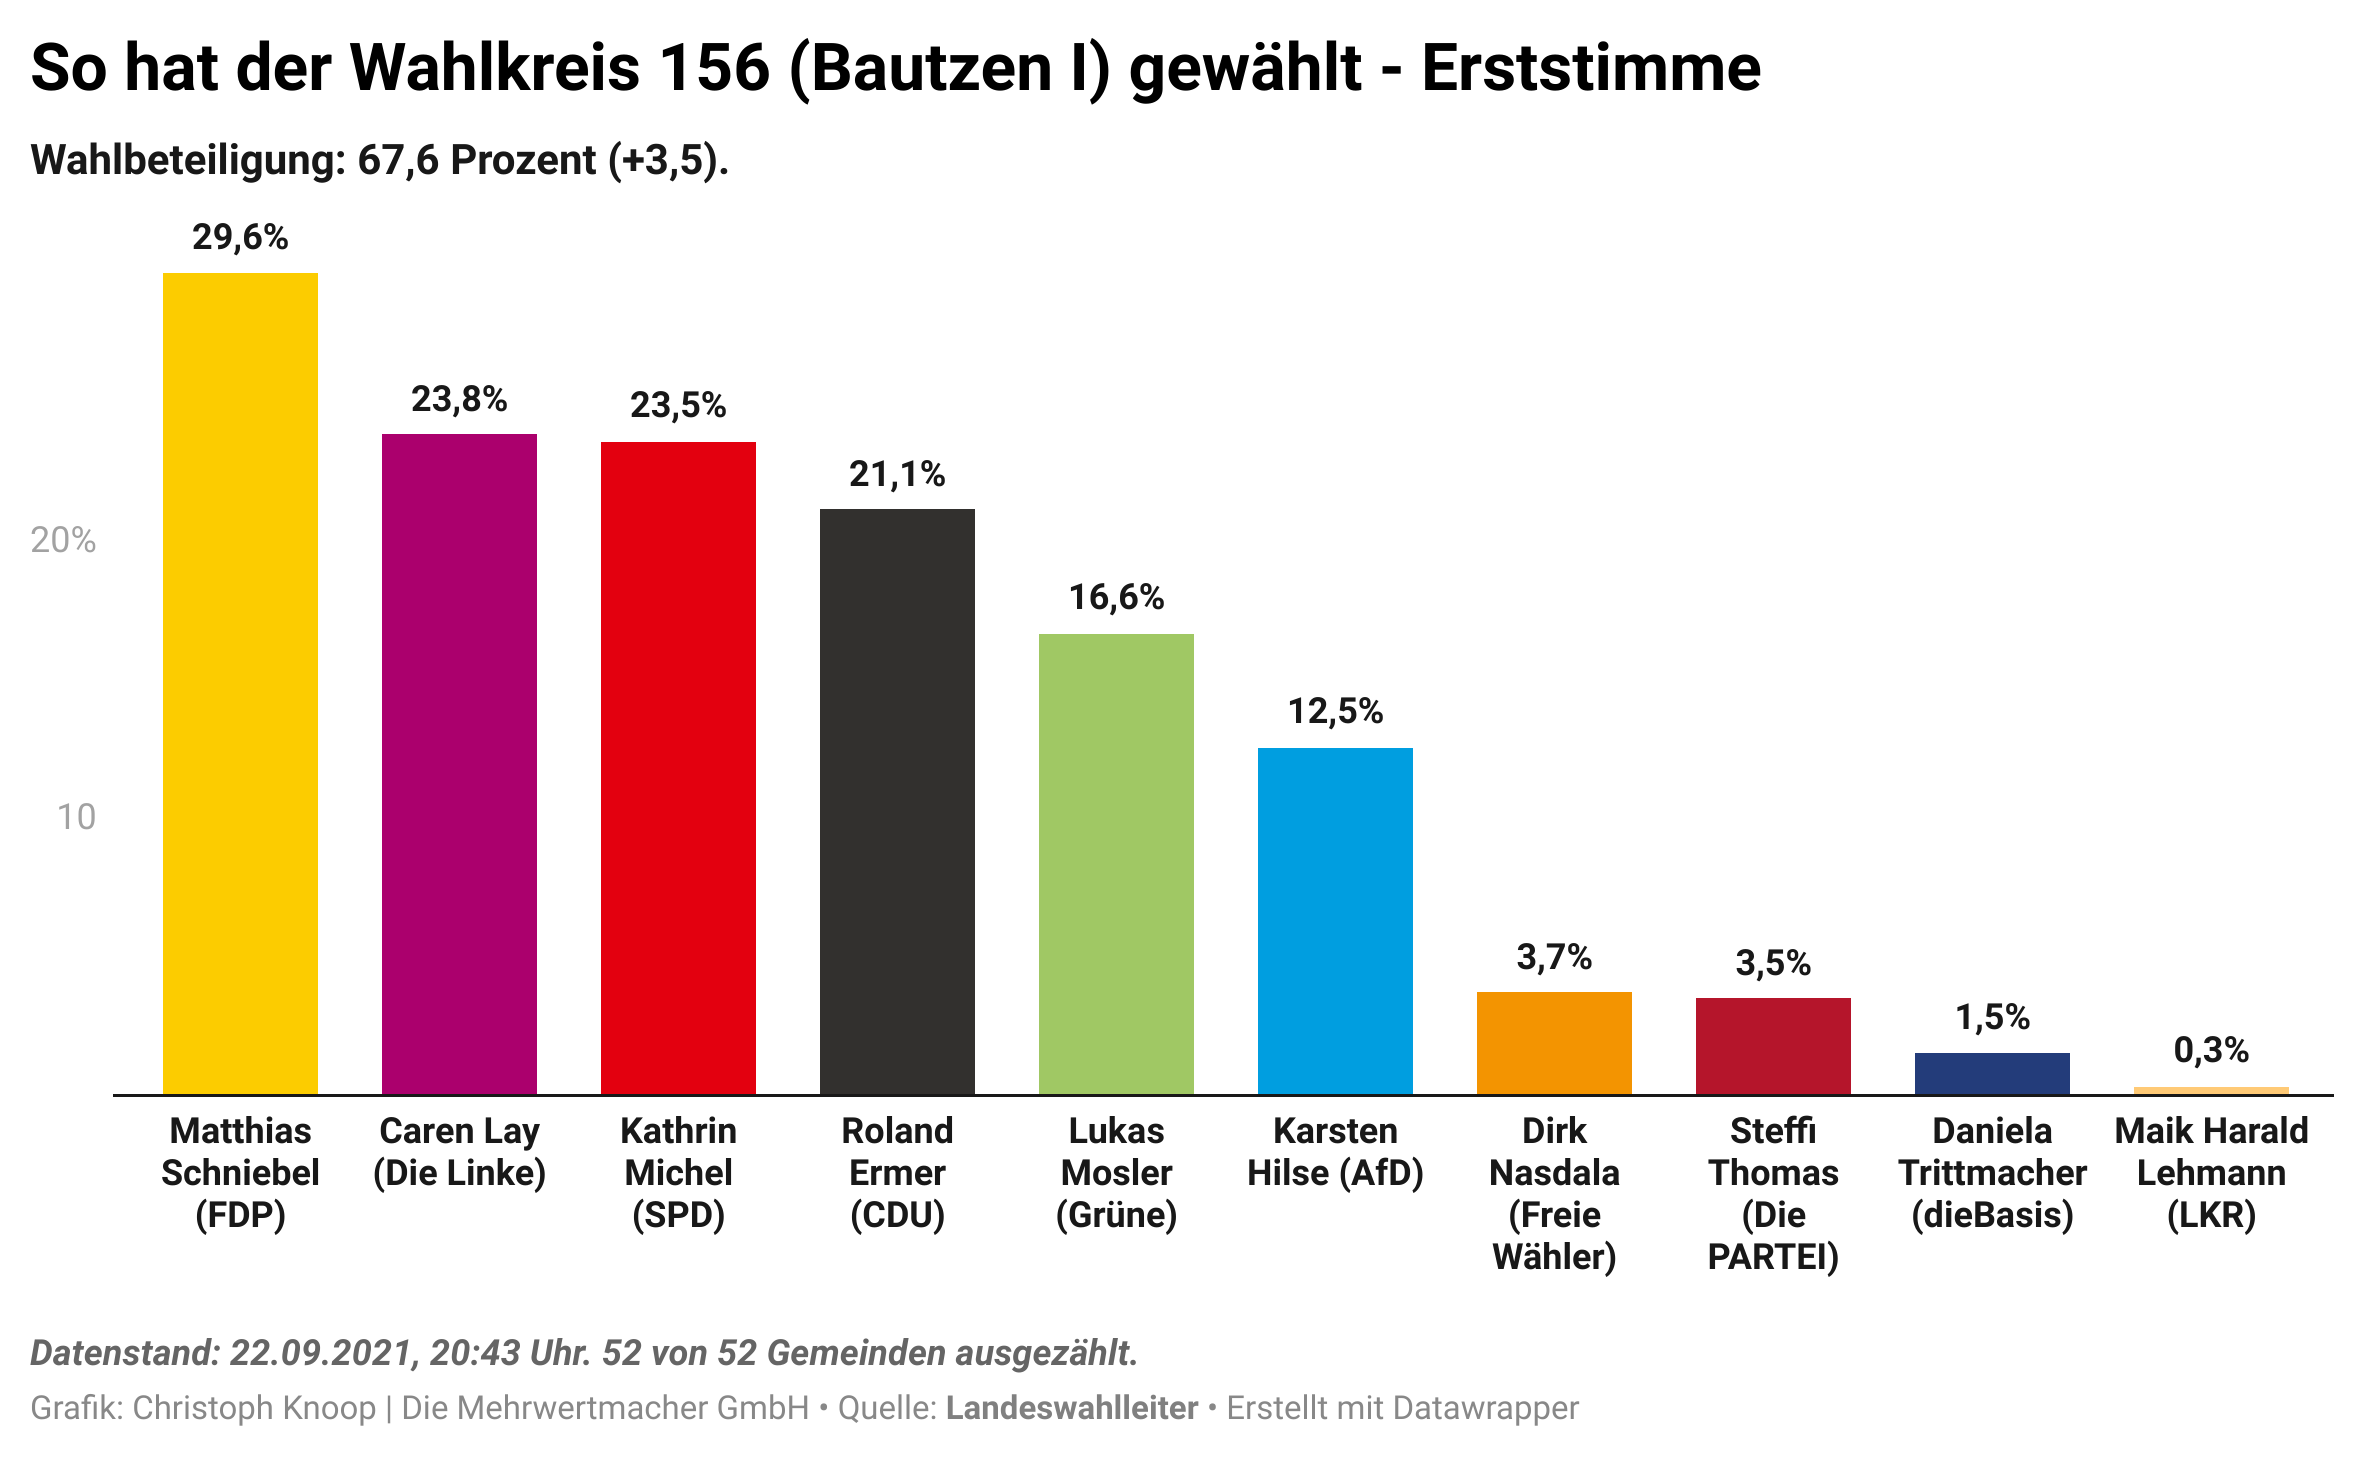 So hat der Wahlkreis 156 (Bautzen I) gewählt - Erststimme
Wahlbeteiligung: 67,6 Prozent (+3,5).
29,6%
23,8%
23,5%
21,1%
16,6%
12,5%
3,7%
3,5%
1,5%
0,3%
20%
10
Matthias
Schniebel
(FDP)
Caren Lay
(Die Linke)
Kathrin
Michel
(SPD)
Roland
Ermer
(CDU)
Lukas
Mosler
(Grüne)
Karsten
Hilse (AfD)
Dirk
Nasdala
(Freie
Wähler)
Steffi
Thomas
(Die
PARTEI)
Daniela
Trittmacher
(dieBasis)
Maik Harald
Lehmann
(LKR)
Datenstand: 22.09.2021, 20:43 Uhr. 52 von 52 Gemeinden ausgezählt.
Grafik: Christoph Knoop | Die Mehrwertmacher GmbH • Quelle: Landeswahlleiter • Erstellt mit Datawrapper